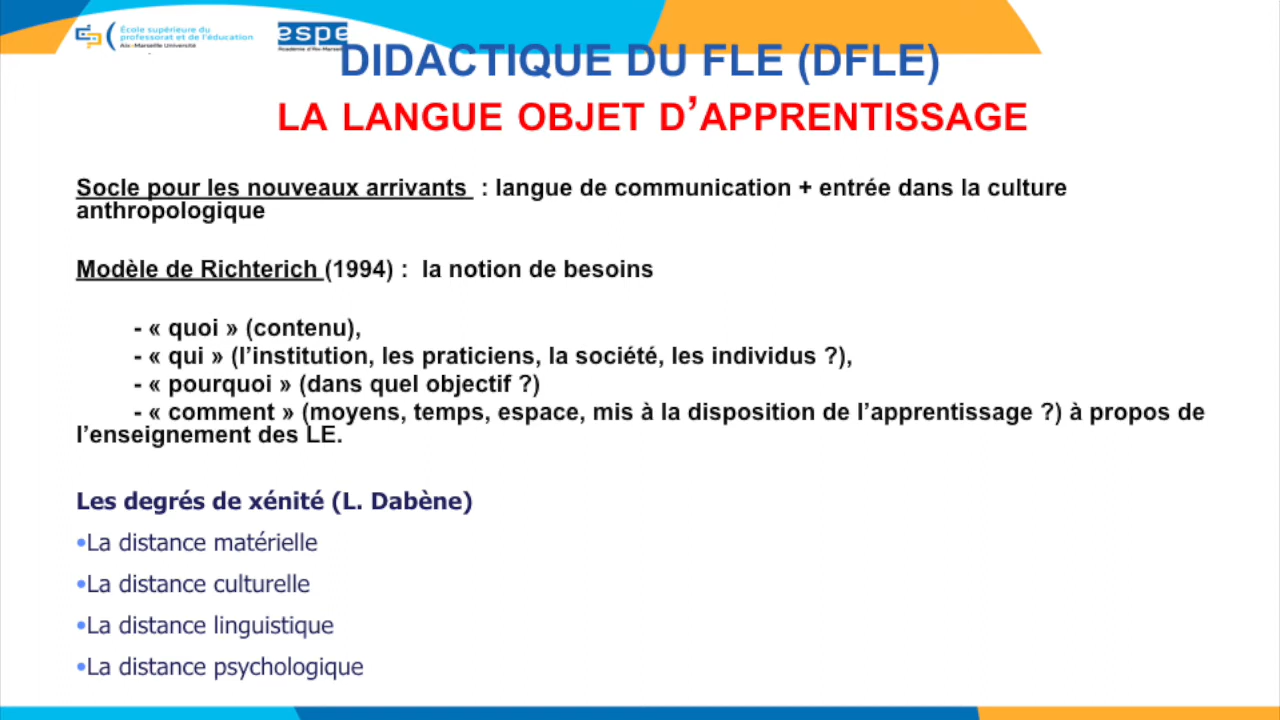 École supérieure du
professorat et de l'éducation
Aix-Marseille Université
espe
Académie d'Aix-Marseille
DIDACTIQUE DU FLE (DFLE)
LA LANGUE OBJET D’APPRENTISSAGE
Socle pour les nouveaux arrivants : langue de communication + entrée dans la culture
anthropologique
Modèle de Richterich (1994) : la notion de besoins
- « quoi » (contenu),
- « qui » (l’institution, les praticiens, la société, les individus ?),
- « pourquoi » (dans quel objectif ?)
- « comment » (moyens, temps, espace, mis à la disposition de l’apprentissage ?) à propos de
l’enseignement des LE.
Les degrés de xénité (L. Dabène)
•La distance matérielle
•La distance culturelle
•La distance linguistique
•La distance psychologique